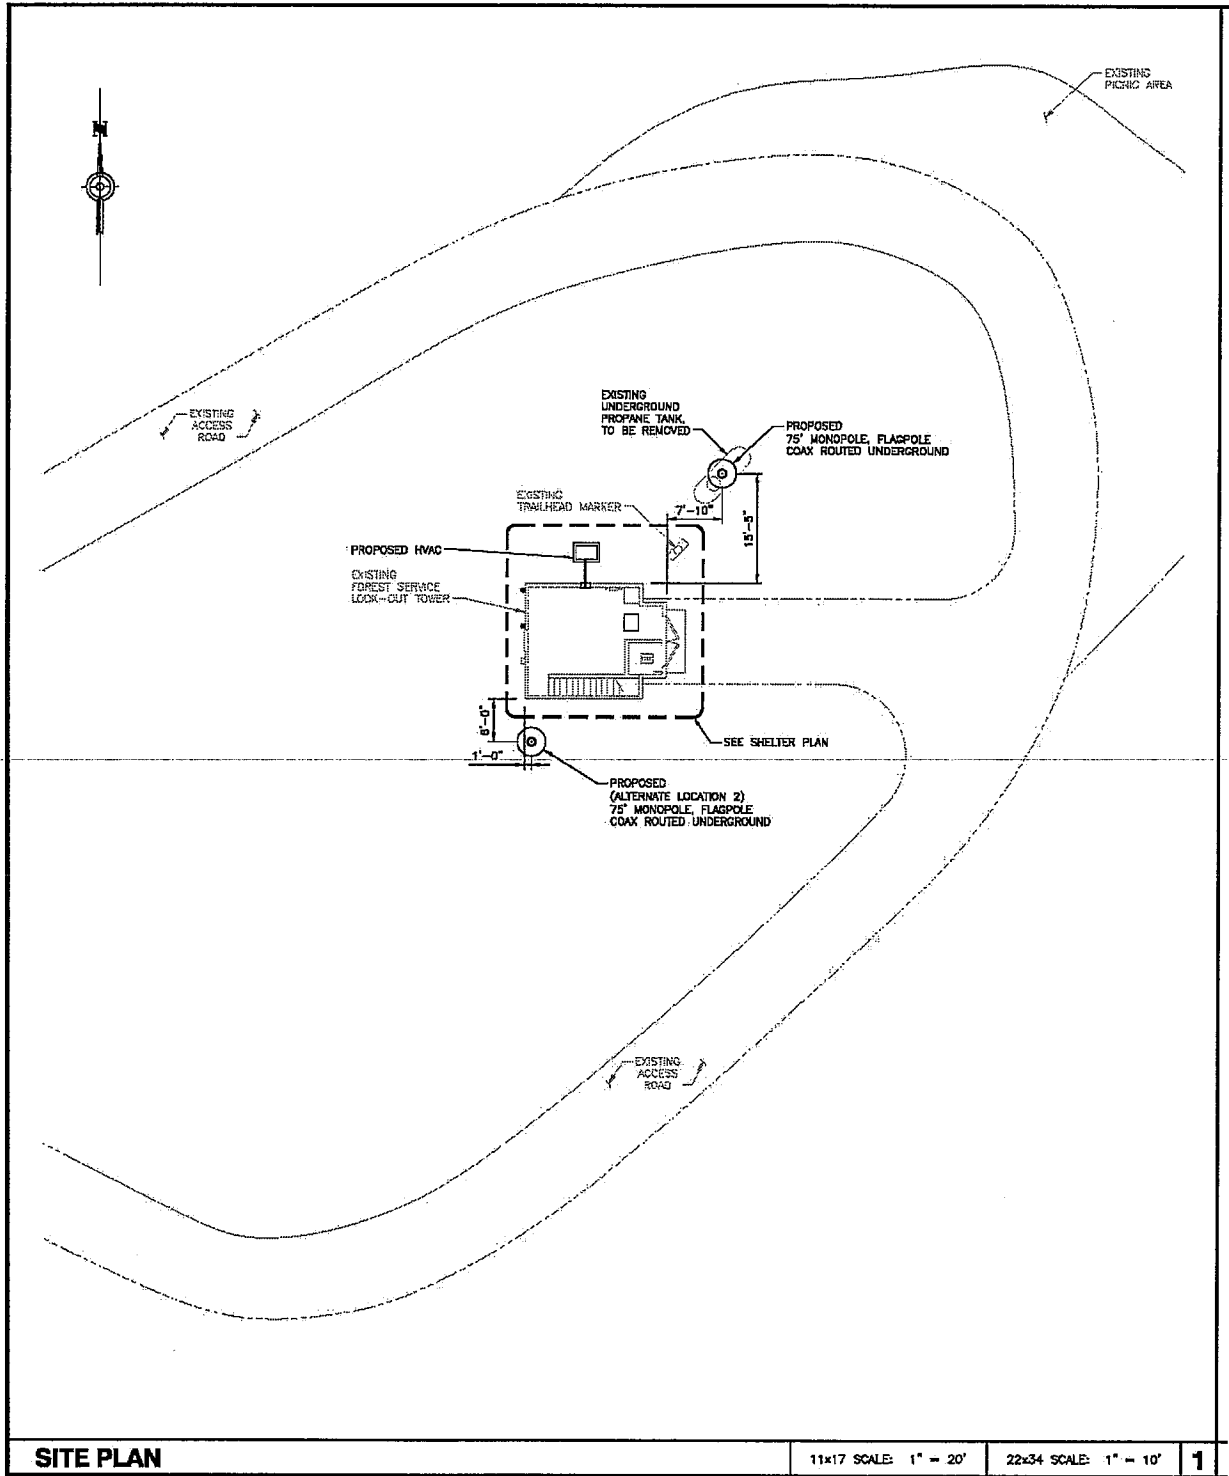 EXISTING
PICNIC AREA
N
EXISTING
ACCESS
ROAD
EXISTING
UNDERGROUND
PROPANE TANK,
TO BE REMOVED
PROPOSED
75' MONOPOLE, FLAGPOLE
COAX ROUTED UNDERGROUND
EXISTING
TRAILHEAD MARKER
7'-10"
15'-5"
PROPOSED HVAC
EXISTING
FOREST SERVICE
LOOK-OUT TOWER
6'-0"
1'-0"
SEE SHELTER PLAN
PROPOSED
(ALTERNATE LOCATION 2)
75' MONOPOLE, FLAGPOLE
COAX ROUTED UNDERGROUND
EXISTING
ACCESS
ROAD
SITE PLAN
11x17 SCALE: 1" = 20'
22x34 SCALE: 1" = 10'
1